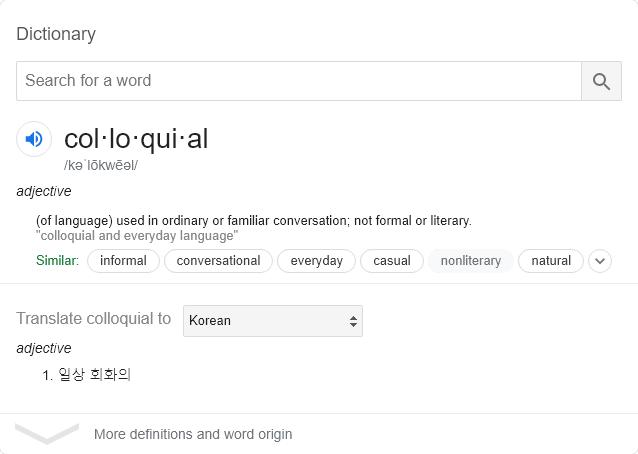 Dictionary
Search for a word
col·lo·qui·al
/kəˈlōkwēəl/
adjective
(of language) used in ordinary or familiar conversation; not formal or literary.
"colloquial and everyday language"
Similar: informal conversational everyday casual nonliterary natural
Translate colloquial to Korean
adjective
1. 일상 회화의
More definitions and word origin